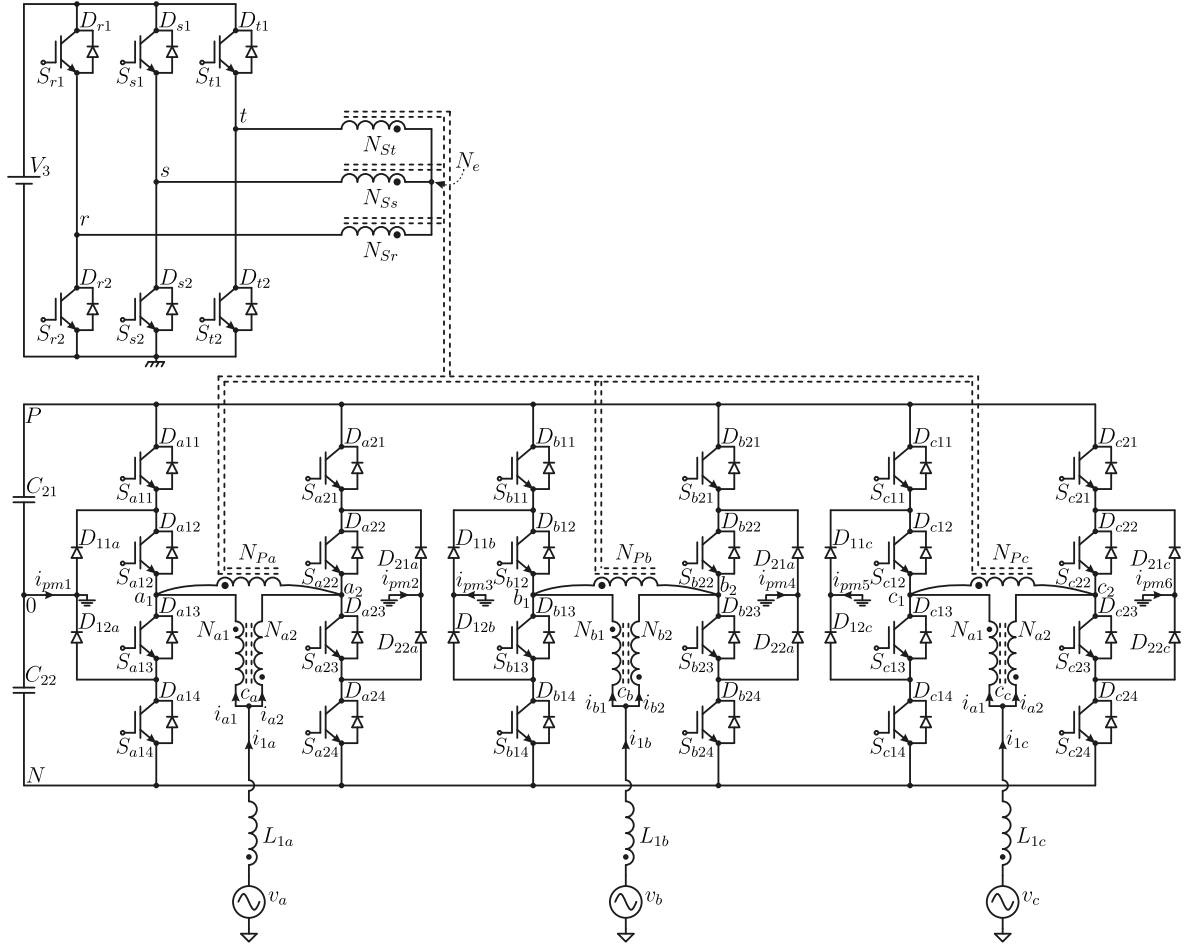 D_{r1} D_{s1} D_{t1}
S_{r1} S_{s1} S_{t1}
t
N_{St}
V_3 s N_e
N_{Ss}
r
N_{Sr}
D_{r2} D_{s2} D_{t2}
S_{r2} S_{s2} S_{t2}
P
D_{a11} D_{a21} D_{b11} D_{b21} D_{c11} D_{c21}
C_{21}
S_{a11} S_{a21} S_{b11} S_{b21} S_{c11} S_{c21}
D_{a12} D_{a22} D_{b12} D_{b22} D_{c12} D_{c22}
D_{11a} N_{Pa} D_{21a} D_{11b} N_{Pb} D_{21a} D_{11c} N_{Pc} D_{21c}
i_{pm1} S_{a12} S_{a22} i_{pm2} i_{pm3} S_{b12} S_{b22} i_{pm4} i_{pm5} S_{c12} S_{c22} i_{pm6}
0 a_1 a_2 b_1 b_2 c_1 c_2
D_{a13} D_{a23} D_{b13} D_{b23} D_{c13} D_{c23}
D_{12a} N_{a1} N_{a2} D_{22a} D_{12b} N_{b1} N_{b2} D_{22a} D_{12c} N_{a1} N_{a2} D_{22c}
S_{a13} S_{a23} S_{b13} S_{b23} S_{c13} S_{c23}
C_{22} D_{a14} c_a D_{a24} D_{b14} c_b D_{b24} D_{c14} c_c D_{c24}
i_{a1} i_{a2} i_{b1} i_{b2} i_{a1} i_{a2}
S_{a14} i_{1a} S_{a24} S_{b14} i_{1b} S_{b24} S_{c14} i_{1c} S_{c24}
N
L_{1a} L_{1b} L_{1c}
v_a v_b v_c